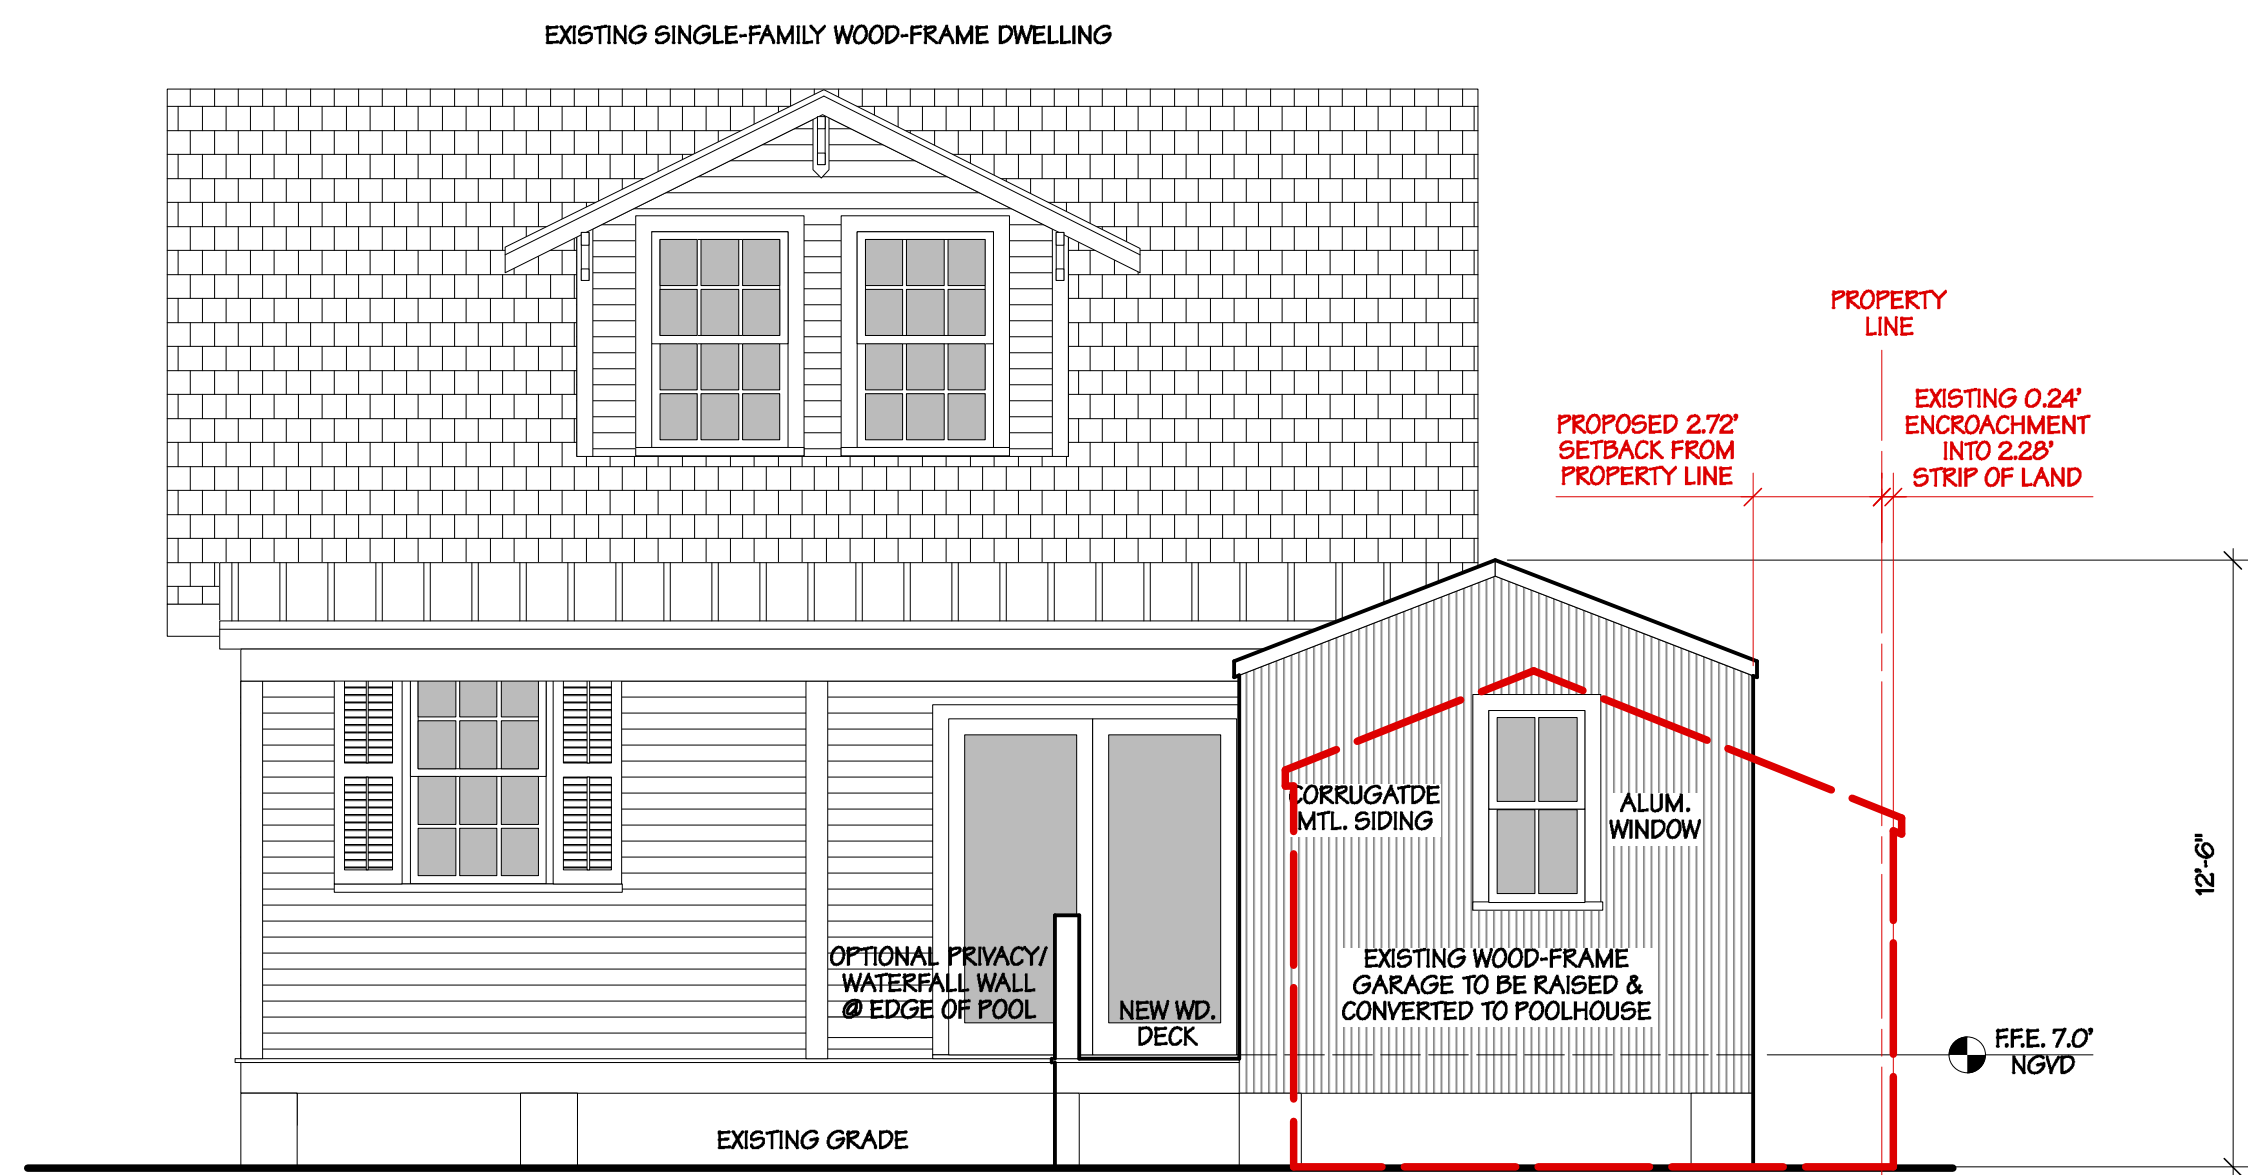 EXISTING SINGLE-FAMILY WOOD-FRAME DWELLING
PROPERTY
LINE
PROPOSED 2.72'
SETBACK FROM
PROPERTY LINE
EXISTING 0.24'
ENCROACHMENT
INTO 2.28'
STRIP OF LAND
CORRUGATDE
MTL. SIDING
ALUM.
WINDOW
12'-6"
OPTIONAL PRIVACY/
WATERFALL WALL
@ EDGE OF POOL
NEW WD.
DECK
EXISTING WOOD-FRAME
GARAGE TO BE RAISED &
CONVERTED TO POOLHOUSE
F.F.E. 7.0'
NGVD
EXISTING GRADE